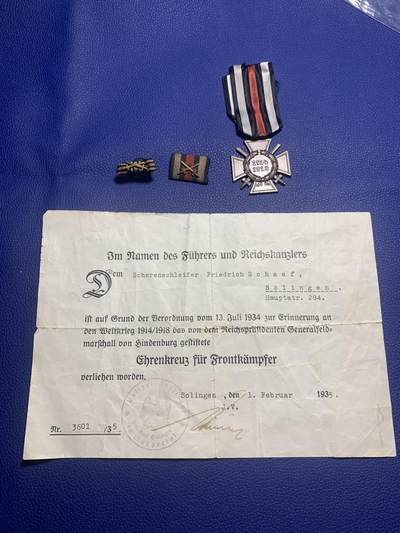 1914
1918
Im Namen des Führers und Reichskanzlers
Dem Scherenschleifer Friedrich Schaaf,
Solingen,
Hauptstr. 284.
ist auf Grund der Verordnung vom 13. Juli 1934 zur Erinnerung an
den Weltkrieg 1914/1918 das von dem Reichspräsidenten Generalfeld-
marschall von Hindenburg gestiftete
Ehrenkreuz für Frontkämpfer
verliehen worden.
Solingen, den 1. Februar 1935.
J.V.
Nr. 3601 /35.